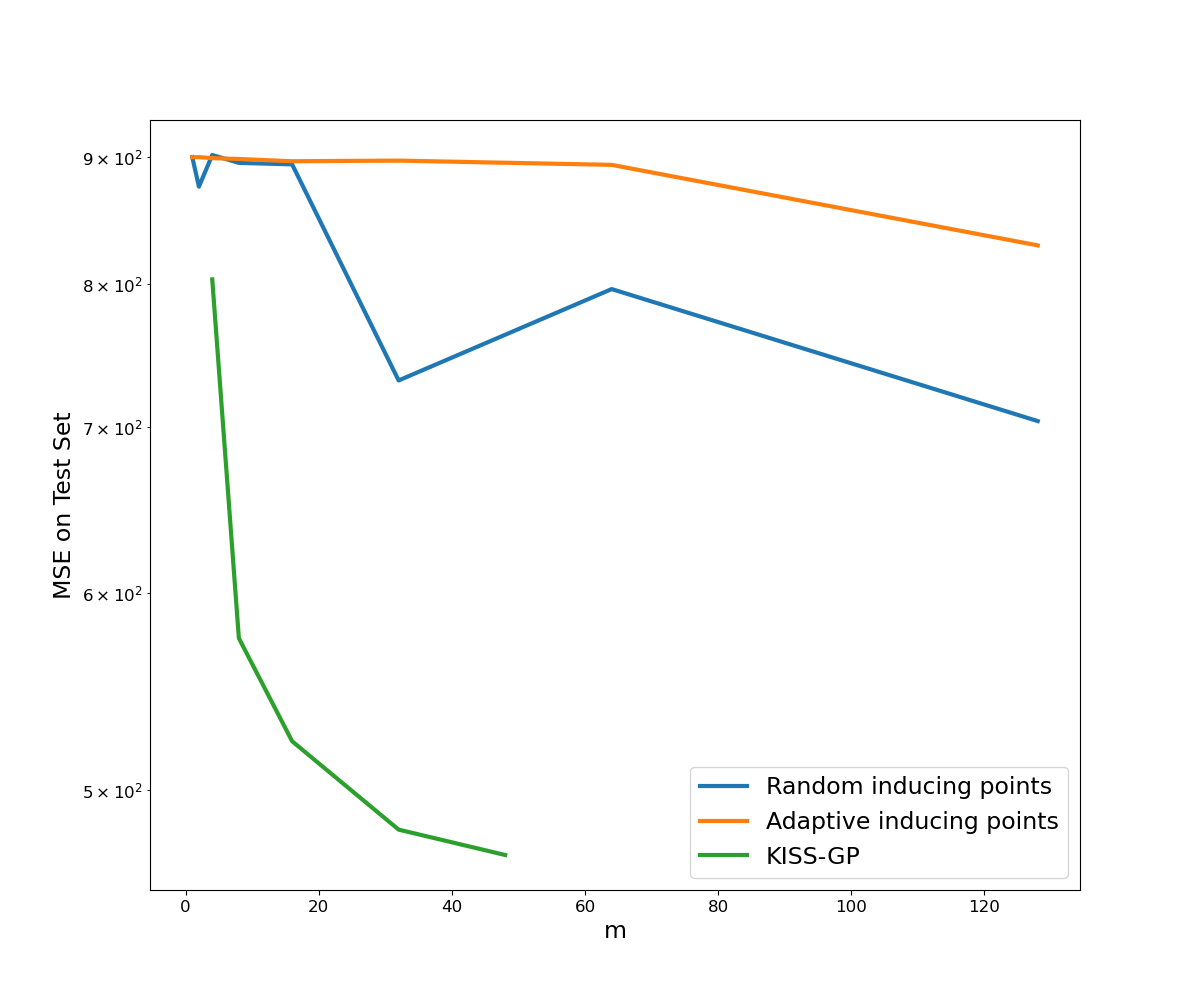 9 × 10²
8 × 10²
7 × 10²
6 × 10²
5 × 10²
MSE on Test Set
0 20 40 60 80 100 120
m
Random inducing points
Adaptive inducing points
KISS-GP